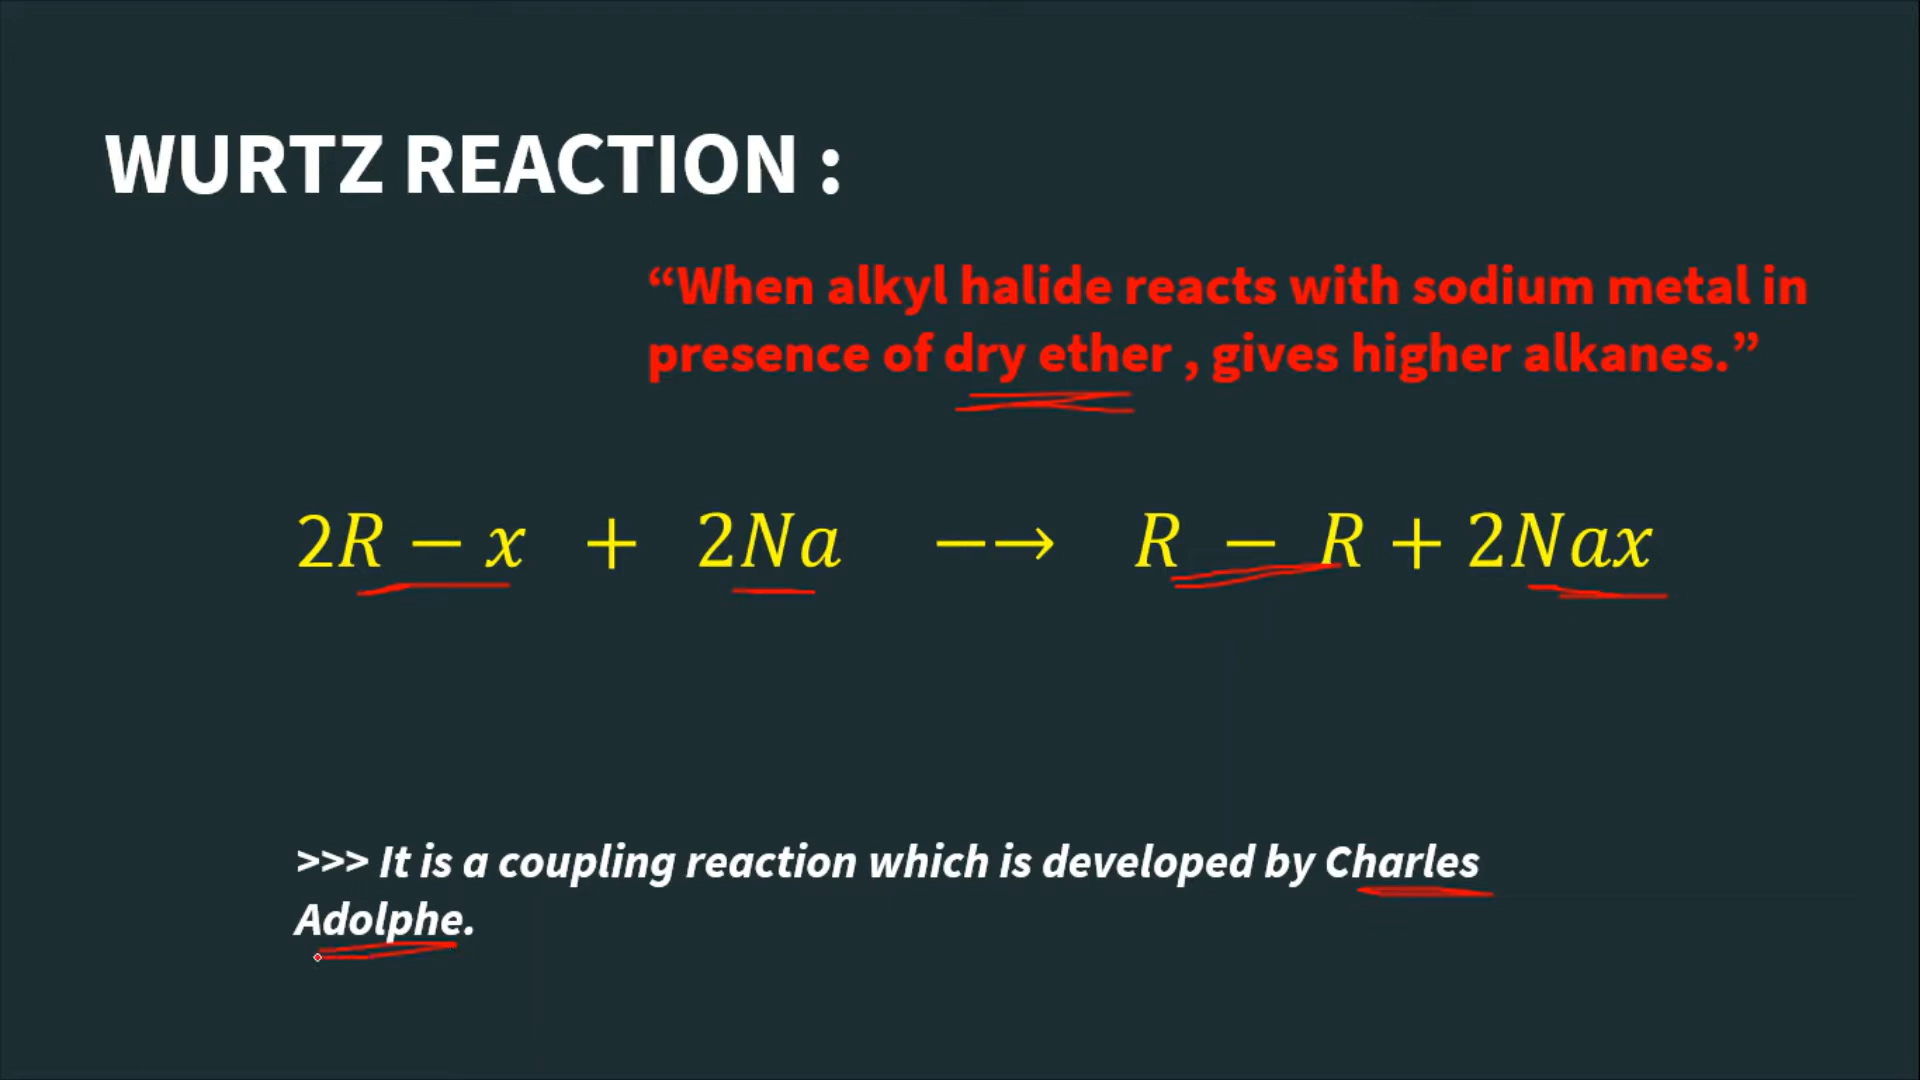 WURTZ REACTION :
“When alkyl halide reacts with sodium metal in
presence of dry ether , gives higher alkanes.”
2R − x + 2Na −→ R − R + 2Nax
>>> It is a coupling reaction which is developed by Charles
Adolphe.